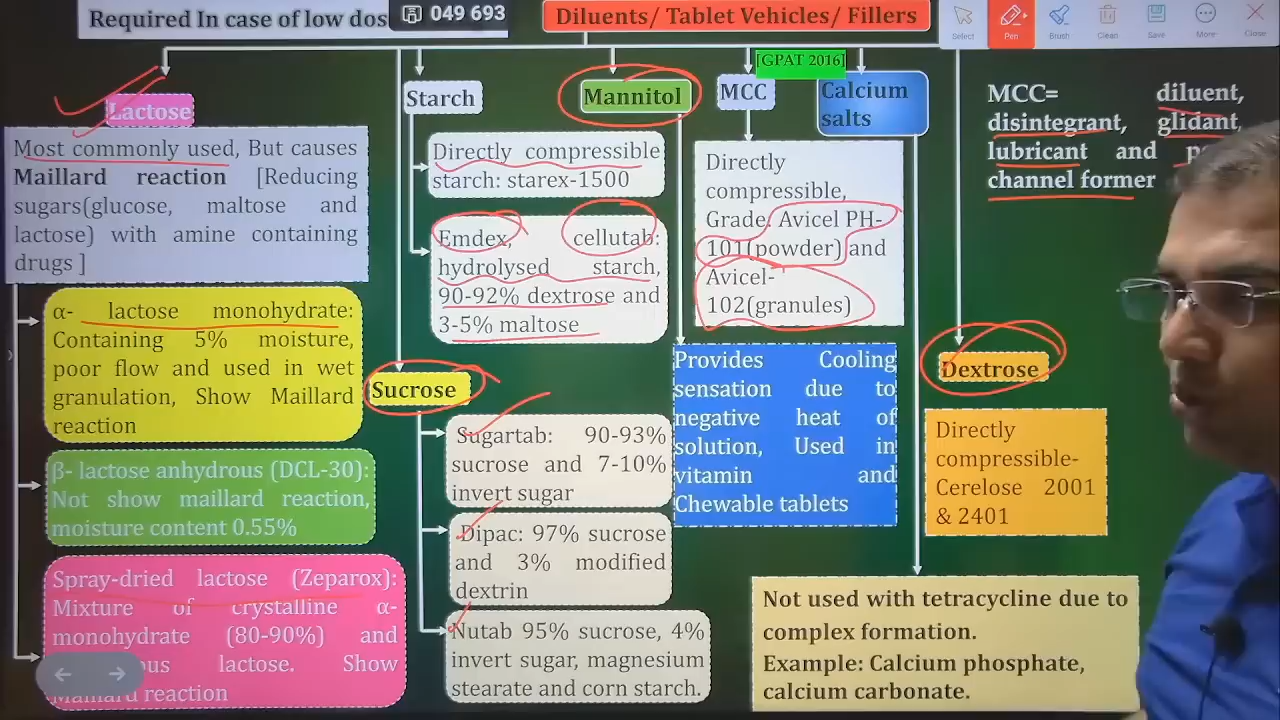 Required In case of low dos
049 693
Diluents/ Tablet Vehicles/ Fillers
Select
Pen
Brush
Clean
Save
More
Close
[GPAT 2016]
Lactose
Most commonly used, But causes
Maillard reaction [Reducing
sugars(glucose, maltose and
lactose) with amine containing
drugs ]
α- lactose monohydrate:
Containing 5% moisture,
poor flow and used in wet
granulation, Show Maillard
reaction
β- lactose anhydrous (DCL-30):
Not show maillard reaction,
moisture content 0.55%
Spray-dried lactose (Zeparox):
Mixture of crystalline α-
monohydrate (80-90%) and
lactose. Show
reaction
Starch
Directly compressible
starch: starex-1500
Emdex, cellutab:
hydrolysed starch,
90-92% dextrose and
3-5% maltose
Sucrose
Sugartab: 90-93%
sucrose and 7-10%
invert sugar
Dipac: 97% sucrose
and 3% modified
dextrin
Nutab 95% sucrose, 4%
invert sugar, magnesium
stearate and corn starch.
Mannitol
Provides Cooling
sensation due to
negative heat of
solution, Used in
vitamin and
Chewable tablets
MCC
Directly
compressible,
Grade: Avicel PH-
101(powder) and
Avicel-
102(granules)
Calcium
salts
Not used with tetracycline due to
complex formation.
Example: Calcium phosphate,
calcium carbonate.
Dextrose
Directly
compressible-
Cerelose 2001
& 2401
MCC= diluent,
disintegrant, glidant,
lubricant and
channel former